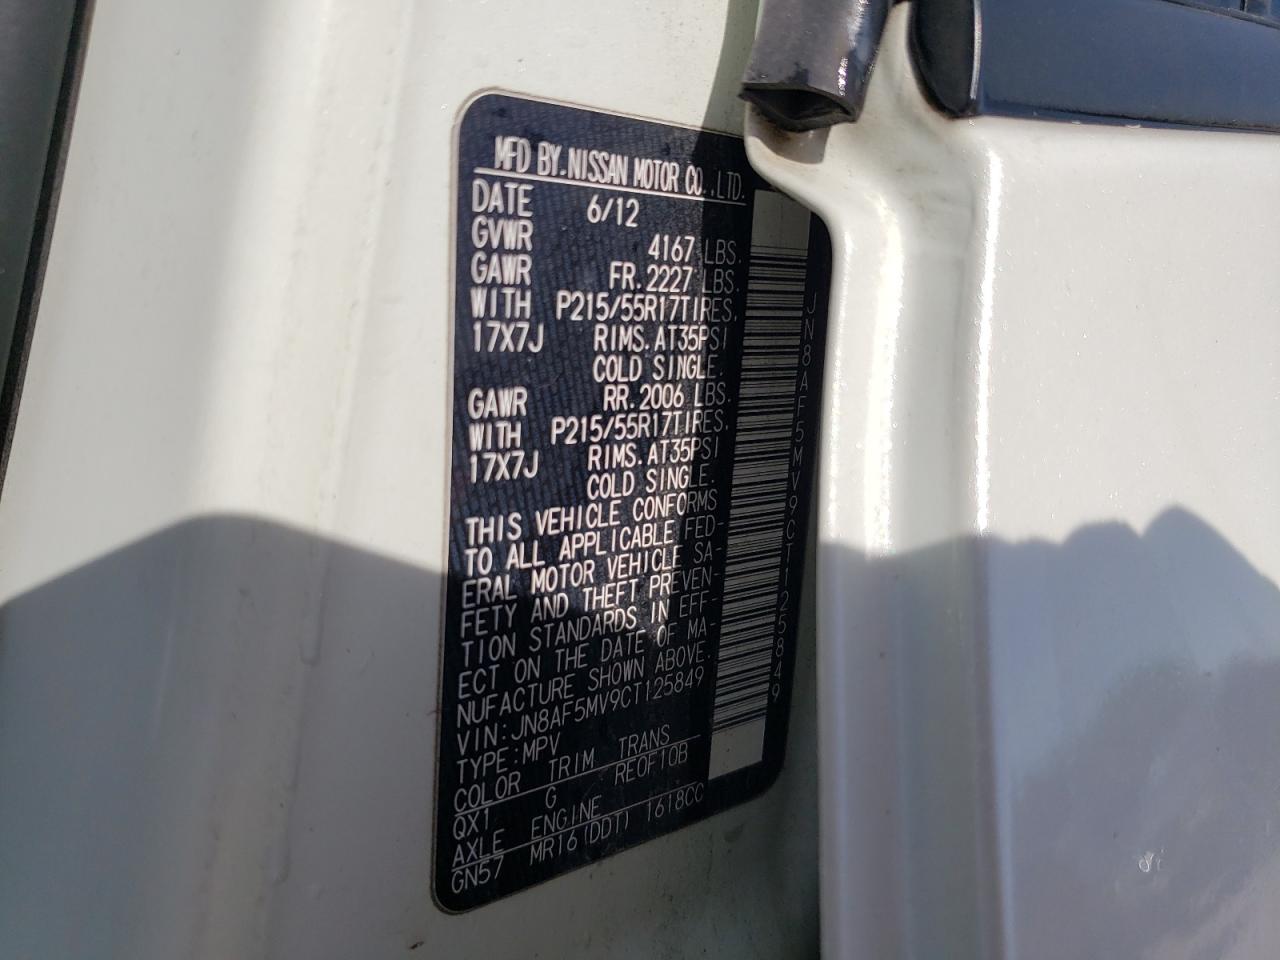 MFD BY.NISSAN MOTOR CO.,LTD.
DATE 6/12
GVWR 4167 LBS.
GAWR FR.2227 LBS.
WITH P215/55R17TIRES.
17X7J RIMS.AT35PSI
COLD SINGLE.
GAWR RR.2006 LBS.
WITH P215/55R17TIRES.
17X7J RIMS.AT35PSI
COLD SINGLE.
THIS VEHICLE CONFORMS
TO ALL APPLICABLE FED-
ERAL MOTOR VEHICLE SA-
FETY AND THEFT PREVEN-
TION STANDARDS IN EFF-
ECT ON THE DATE OF MA-
NUFACTURE SHOWN ABOVE.
VIN:JN8AF5MV9CT125849
TYPE:MPV
COLOR TRIM TRANS
QX1 G RE0F10B
AXLE ENGINE
GN57 MR16(DDT) 1618CC
JN8AF5MV9CT125849